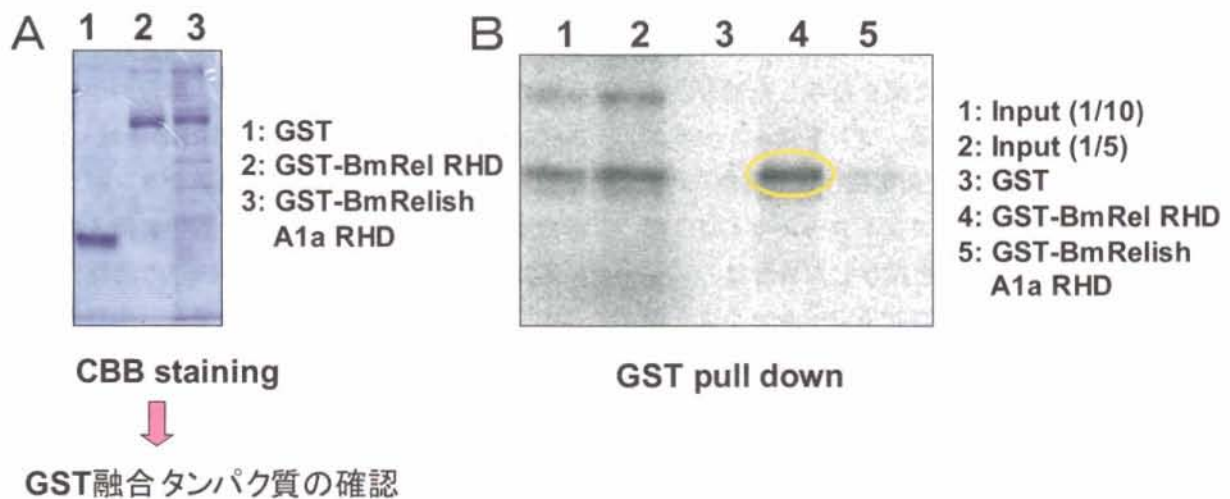 A
1 2 3
1: GST
2: GST-BmRel RHD
3: GST-BmRelish
A1a RHD
CBB staining
GST融合タンパク質の確認
B
1 2 3 4 5
1: Input (1/10)
2: Input (1/5)
3: GST
4: GST-BmRel RHD
5: GST-BmRelish
A1a RHD
GST pull down